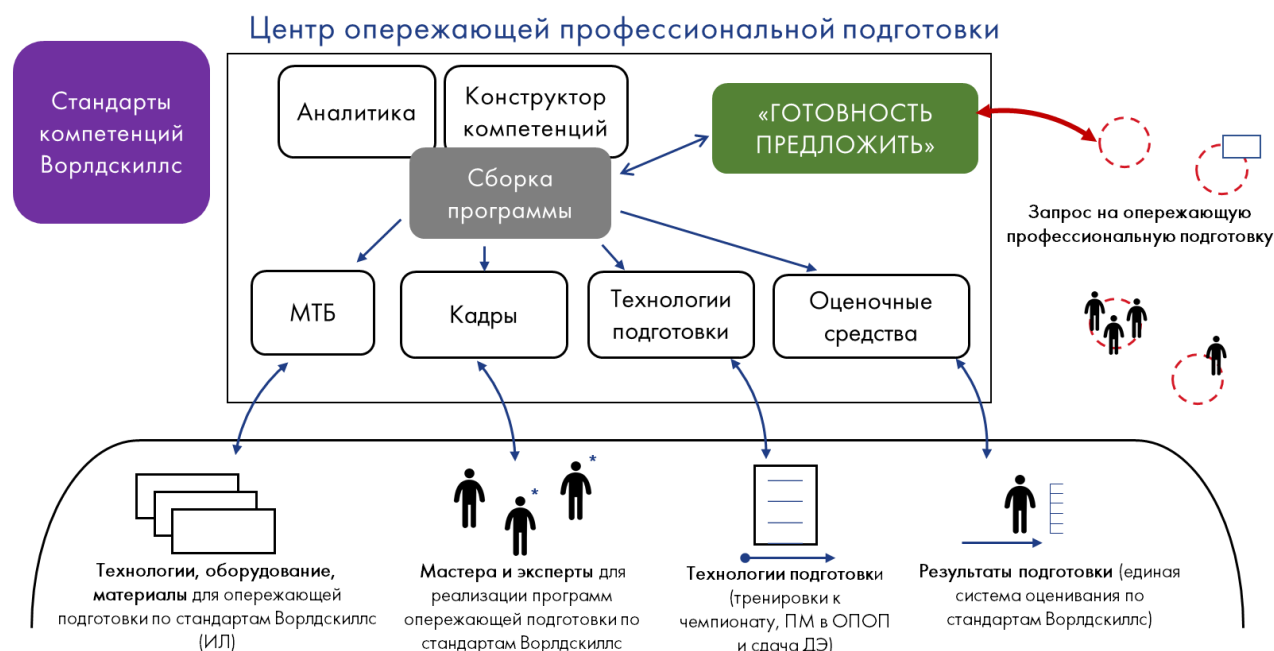 Центр опережающей профессиональной подготовки
Стандарты
компетенций
Ворлдскиллс
Аналитика
Конструктор
компетенций
«ГОТОВНОСТЬ
ПРЕДЛОЖИТЬ»
Сборка
программы
Запрос на опережающую
профессиональную подготовку
МТБ
Кадры
Технологии
подготовки
Оценочные
средства
*
*
Технологии, оборудование,
материалы для опережающей
подготовки по стандартам Ворлдскиллс
(ИЛ)
Мастера и эксперты для
реализации программ
опережающей подготовки по
стандартам Ворлдскиллс
Технологии подготовки
(тренировки к
чемпионату, ПМ в ОПОП
и сдача ДЭ)
Результаты подготовки (единая
система оценивания по
стандартам Ворлдскиллс)